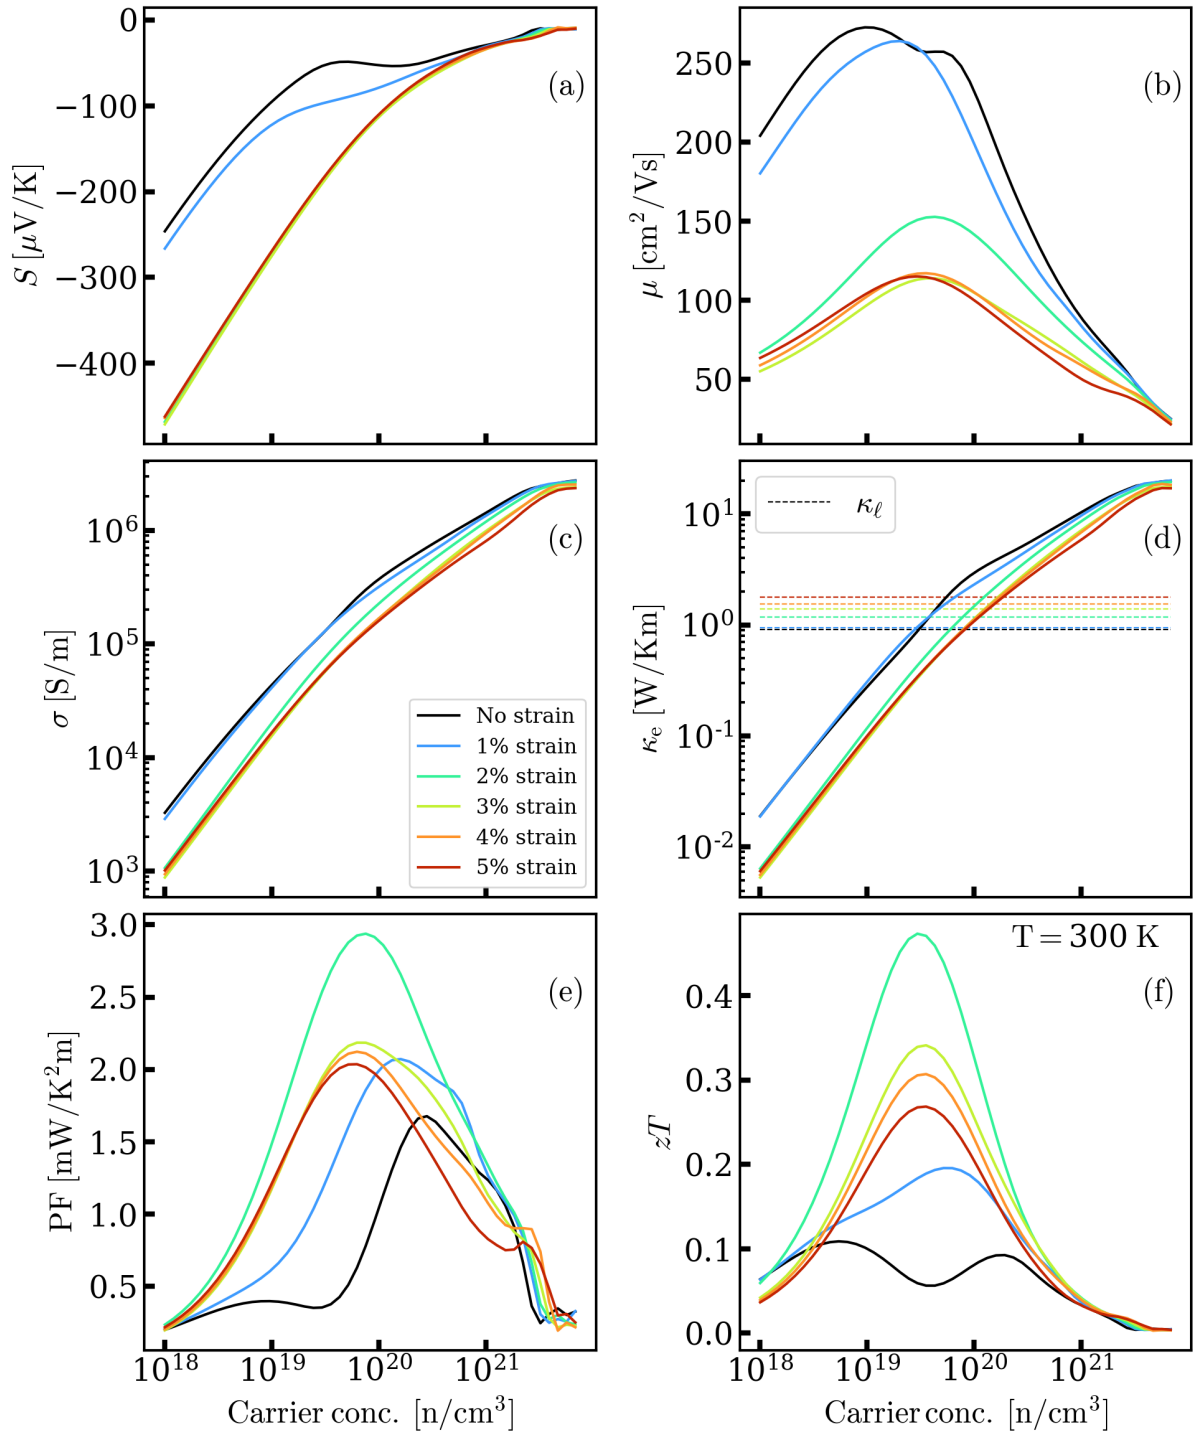 0
−100
−200
−300
−400
S [μV/K]
(a)
250
200
150
100
50
μ [cm²/Vs]
(b)
10⁶
10⁵
10⁴
10³
σ [S/m]
(c)
No strain
1% strain
2% strain
3% strain
4% strain
5% strain
10¹
10⁰
10⁻¹
10⁻²
κₑ [W/Km]
κ_ℓ
(d)
3.0
2.5
2.0
1.5
1.0
0.5
PF [mW/K²m]
(e)
10¹⁸ 10¹⁹ 10²⁰ 10²¹
Carrier conc. [n/cm³]
T = 300 K
0.4
0.3
0.2
0.1
0.0
zT
(f)
10¹⁸ 10¹⁹ 10²⁰ 10²¹
Carrier conc. [n/cm³]